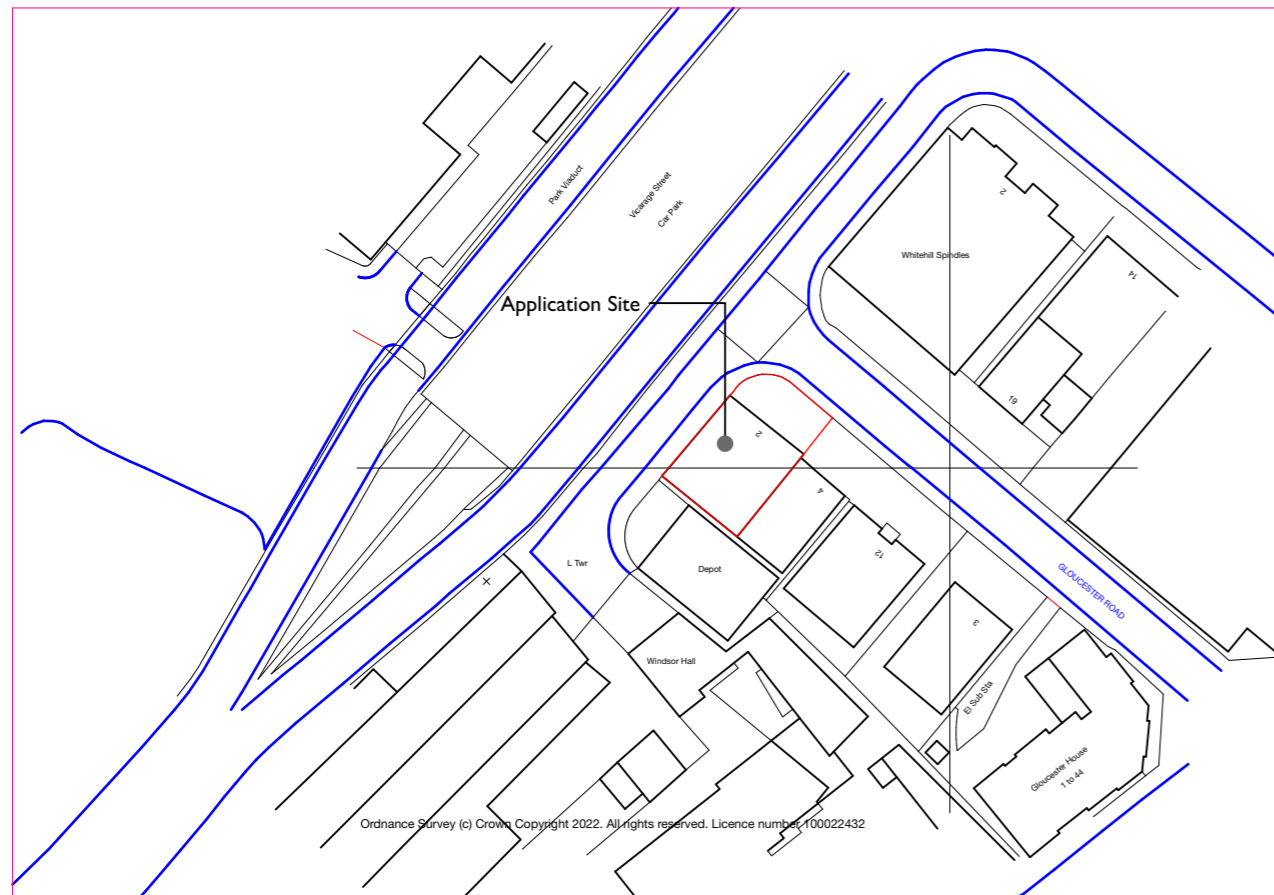 Park Viaduct
Vicarage Street
Car Park
2
Whitehill Spindles
14
Application Site
19
2
4
12
GLOUCESTER ROAD
L Twr
Depot
3
Windsor Hall
El Sub Sta
Gloucester House
1 to 44
Ordnance Survey (c) Crown Copyright 2022. All rights reserved. Licence number 100022432